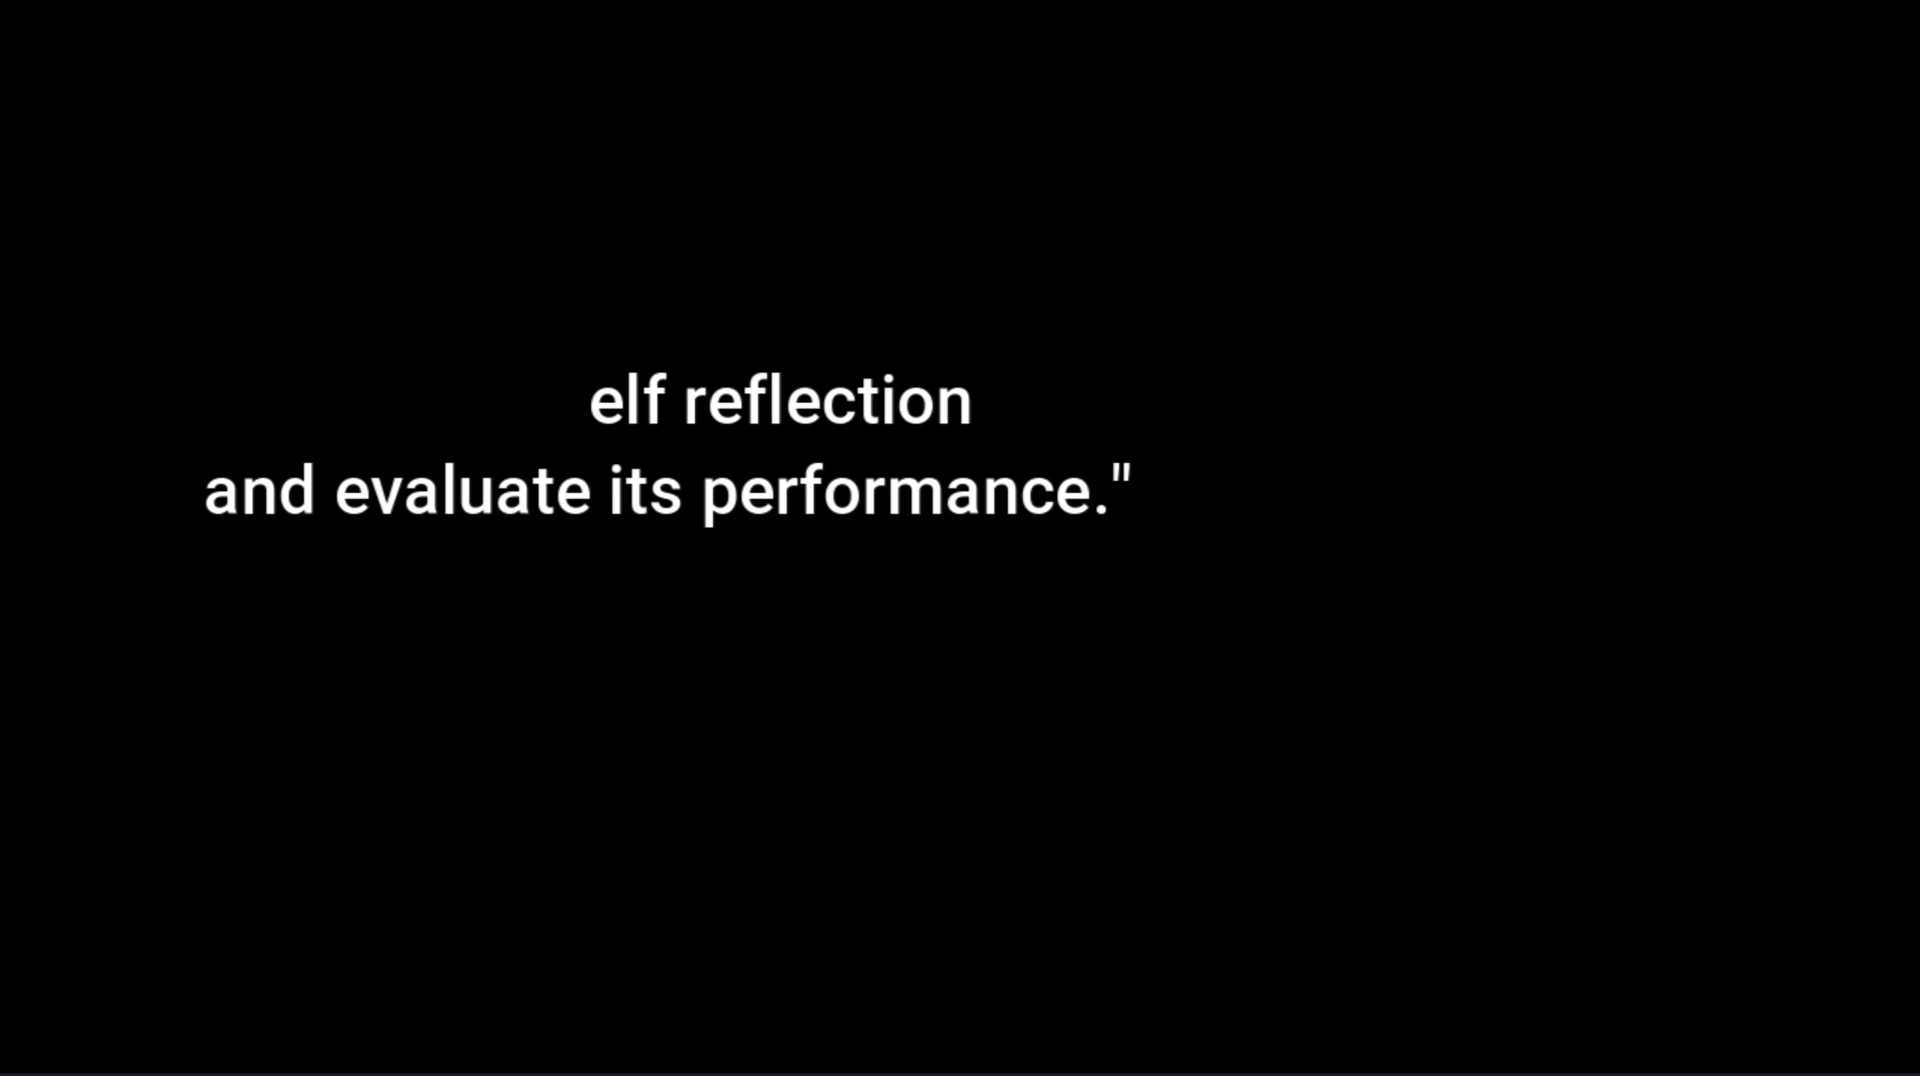 elf reflection
and evaluate its performance."